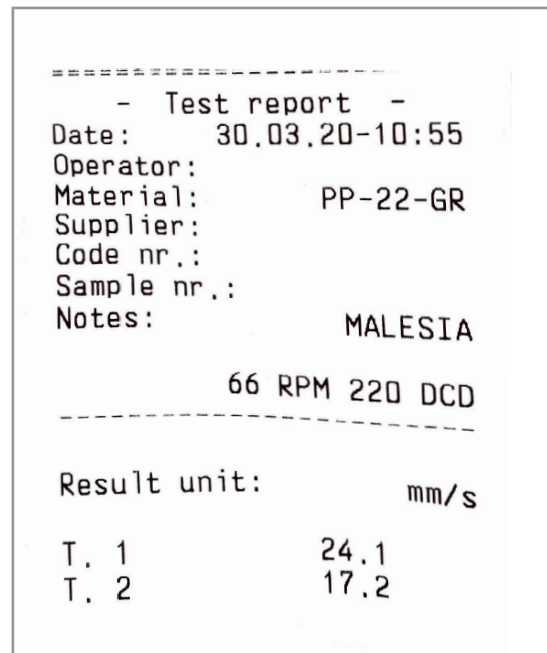 ====================
- Test report -
Date: 30.03.20-10:55
Operator:
Material: PP-22-GR
Supplier:
Code nr.:
Sample nr.:
Notes: MALESIA
66 RPM 220 DCD
--------------------------
Result unit: mm/s
T. 1 24.1
T. 2 17.2